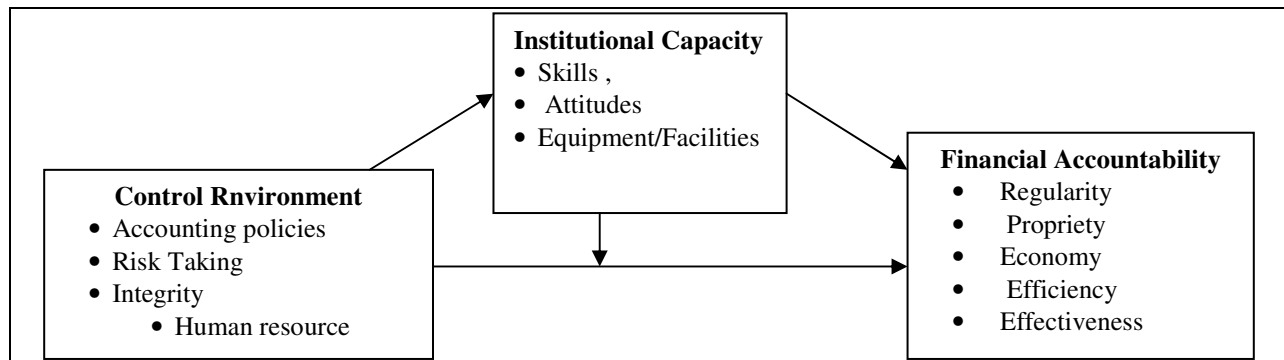 Institutional Capacity
• Skills ,
• Attitudes
• Equipment/Facilities
Control Rnvironment
• Accounting policies
• Risk Taking
• Integrity
• Human resource
Financial Accountability
• Regularity
• Propriety
• Economy
• Efficiency
• Effectiveness